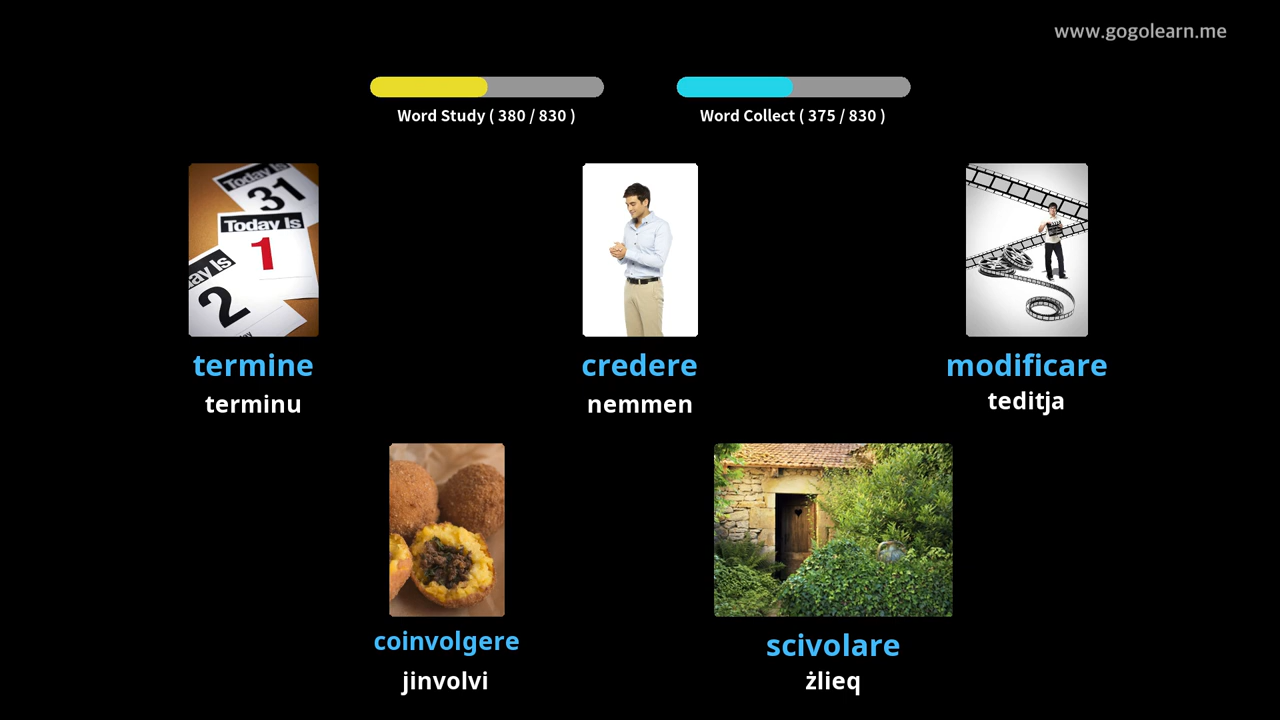 www.gogolearn.me
Word Study ( 380 / 830 )
Word Collect ( 375 / 830 )
Today Is
31
Today Is
1
ay Is
2
termine
terminu
credere
nemmen
modificare
teditja
coinvolgere
jinvolvi
scivolare
żlieq